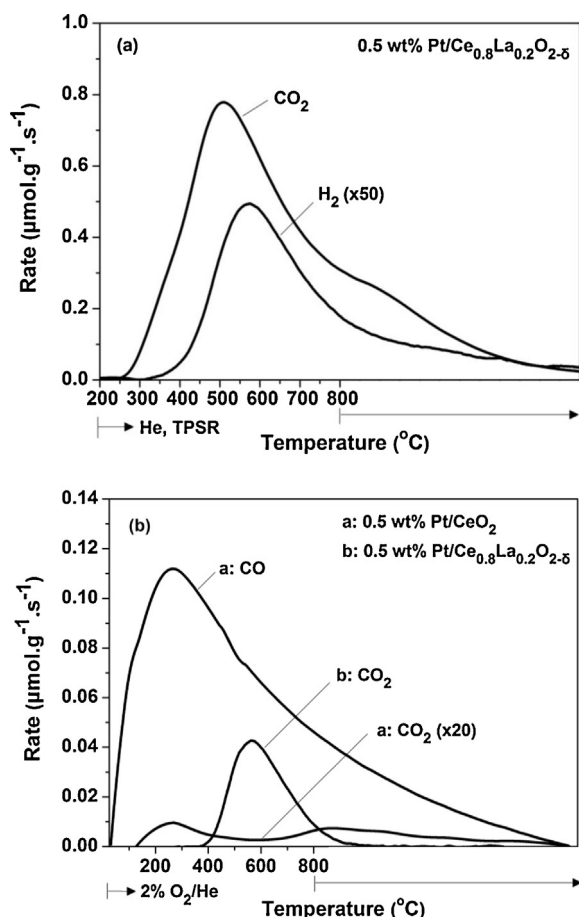 (a)
0.5 wt% Pt/Ce0.8La0.2O2-δ
CO2
H2 (x50)
Rate (μmol.g-1.s-1)
1.0
0.8
0.6
0.4
0.2
0.0
200 300 400 500 600 700 800
He, TPSR
Temperature (oC)
(b)
a: 0.5 wt% Pt/CeO2
b: 0.5 wt% Pt/Ce0.8La0.2O2-δ
a: CO
b: CO2
a: CO2 (x20)
Rate (μmol.g-1.s-1)
0.14
0.12
0.10
0.08
0.06
0.04
0.02
0.00
200 400 600 800
2% O2/He
Temperature (oC)